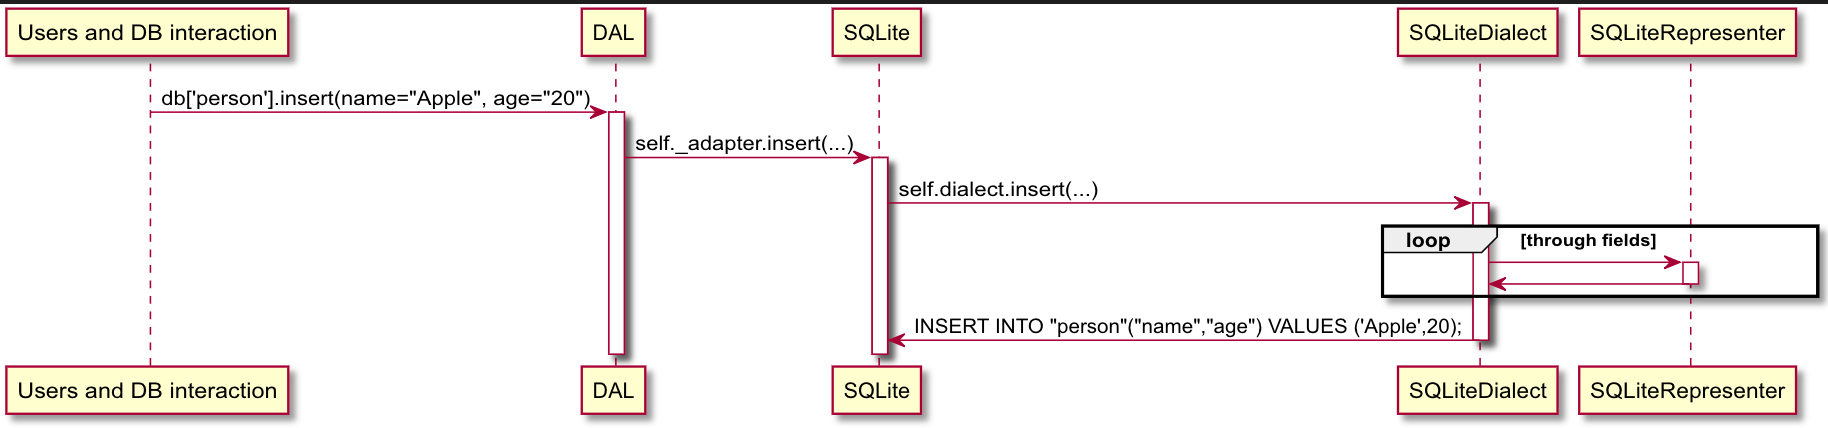 Users and DB interaction
DAL
SQLite
SQLiteDialect
SQLiteRepresenter
db['person'].insert(name="Apple", age="20")
self._adapter.insert(...)
self.dialect.insert(...)
loop
[through fields]
INSERT INTO "person"("name","age") VALUES ('Apple',20);
Users and DB interaction
DAL
SQLite
SQLiteDialect
SQLiteRepresenter